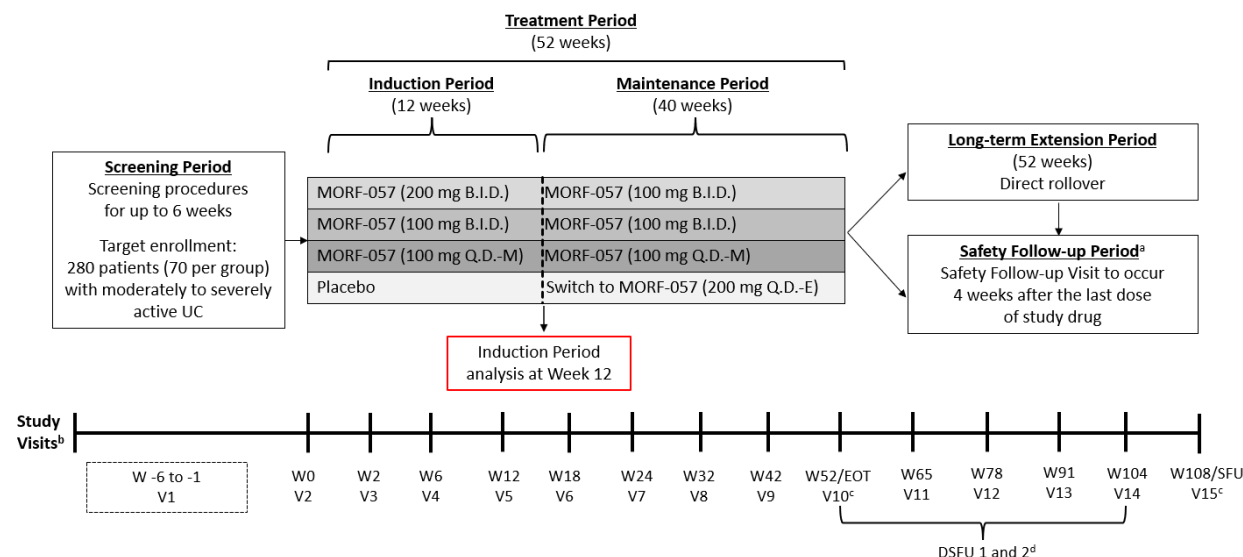 Treatment Period
(52 weeks)
Induction Period
(12 weeks)
Maintenance Period
(40 weeks)
Screening Period
Screening procedures
for up to 6 weeks
Target enrollment:
280 patients (70 per group)
with moderately to severely
active UC
MORF-057 (200 mg B.I.D.)
MORF-057 (100 mg B.I.D.)
MORF-057 (100 mg B.I.D.)
MORF-057 (100 mg B.I.D.)
MORF-057 (100 mg Q.D.-M)
MORF-057 (100 mg Q.D.-M)
Placebo
Switch to MORF-057 (200 mg Q.D.-E)
Long-term Extension Period
(52 weeks)
Direct rollover
Safety Follow-up Periodᵃ
Safety Follow-up Visit to occur
4 weeks after the last dose
of study drug
Induction Period
analysis at Week 12
Study
Visitsᵇ
W -6 to -1
V1
W0
V2
W2
V3
W6
V4
W12
V5
W18
V6
W24
V7
W32
V8
W42
V9
W52/EOT
V10ᶜ
W65
V11
W78
V12
W91
V13
W104
V14
W108/SFU
V15ᶜ
DSFU 1 and 2ᵈ